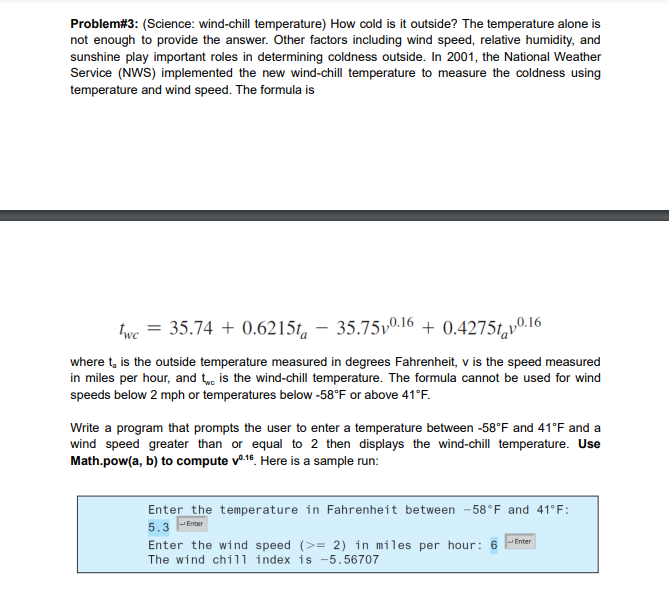 Problem#3: (Science: wind-chill temperature) How cold is it outside? The temperature alone is
not enough to provide the answer. Other factors including wind speed, relative humidity, and
sunshine play important roles in determining coldness outside. In 2001, the National Weather
Service (NWS) implemented the new wind-chill temperature to measure the coldness using
temperature and wind speed. The formula is
t_wc = 35.74 + 0.6215t_a − 35.75v^0.16 + 0.4275t_av^0.16
where t_a is the outside temperature measured in degrees Fahrenheit, v is the speed measured
in miles per hour, and t_wc is the wind-chill temperature. The formula cannot be used for wind
speeds below 2 mph or temperatures below -58°F or above 41°F.
Write a program that prompts the user to enter a temperature between -58°F and 41°F and a
wind speed greater than or equal to 2 then displays the wind-chill temperature. Use
Math.pow(a, b) to compute v^0.16. Here is a sample run:
Enter the temperature in Fahrenheit between −58°F and 41°F:
5.3 ↵Enter
Enter the wind speed (>= 2) in miles per hour: 6 ↵Enter
The wind chill index is −5.56707